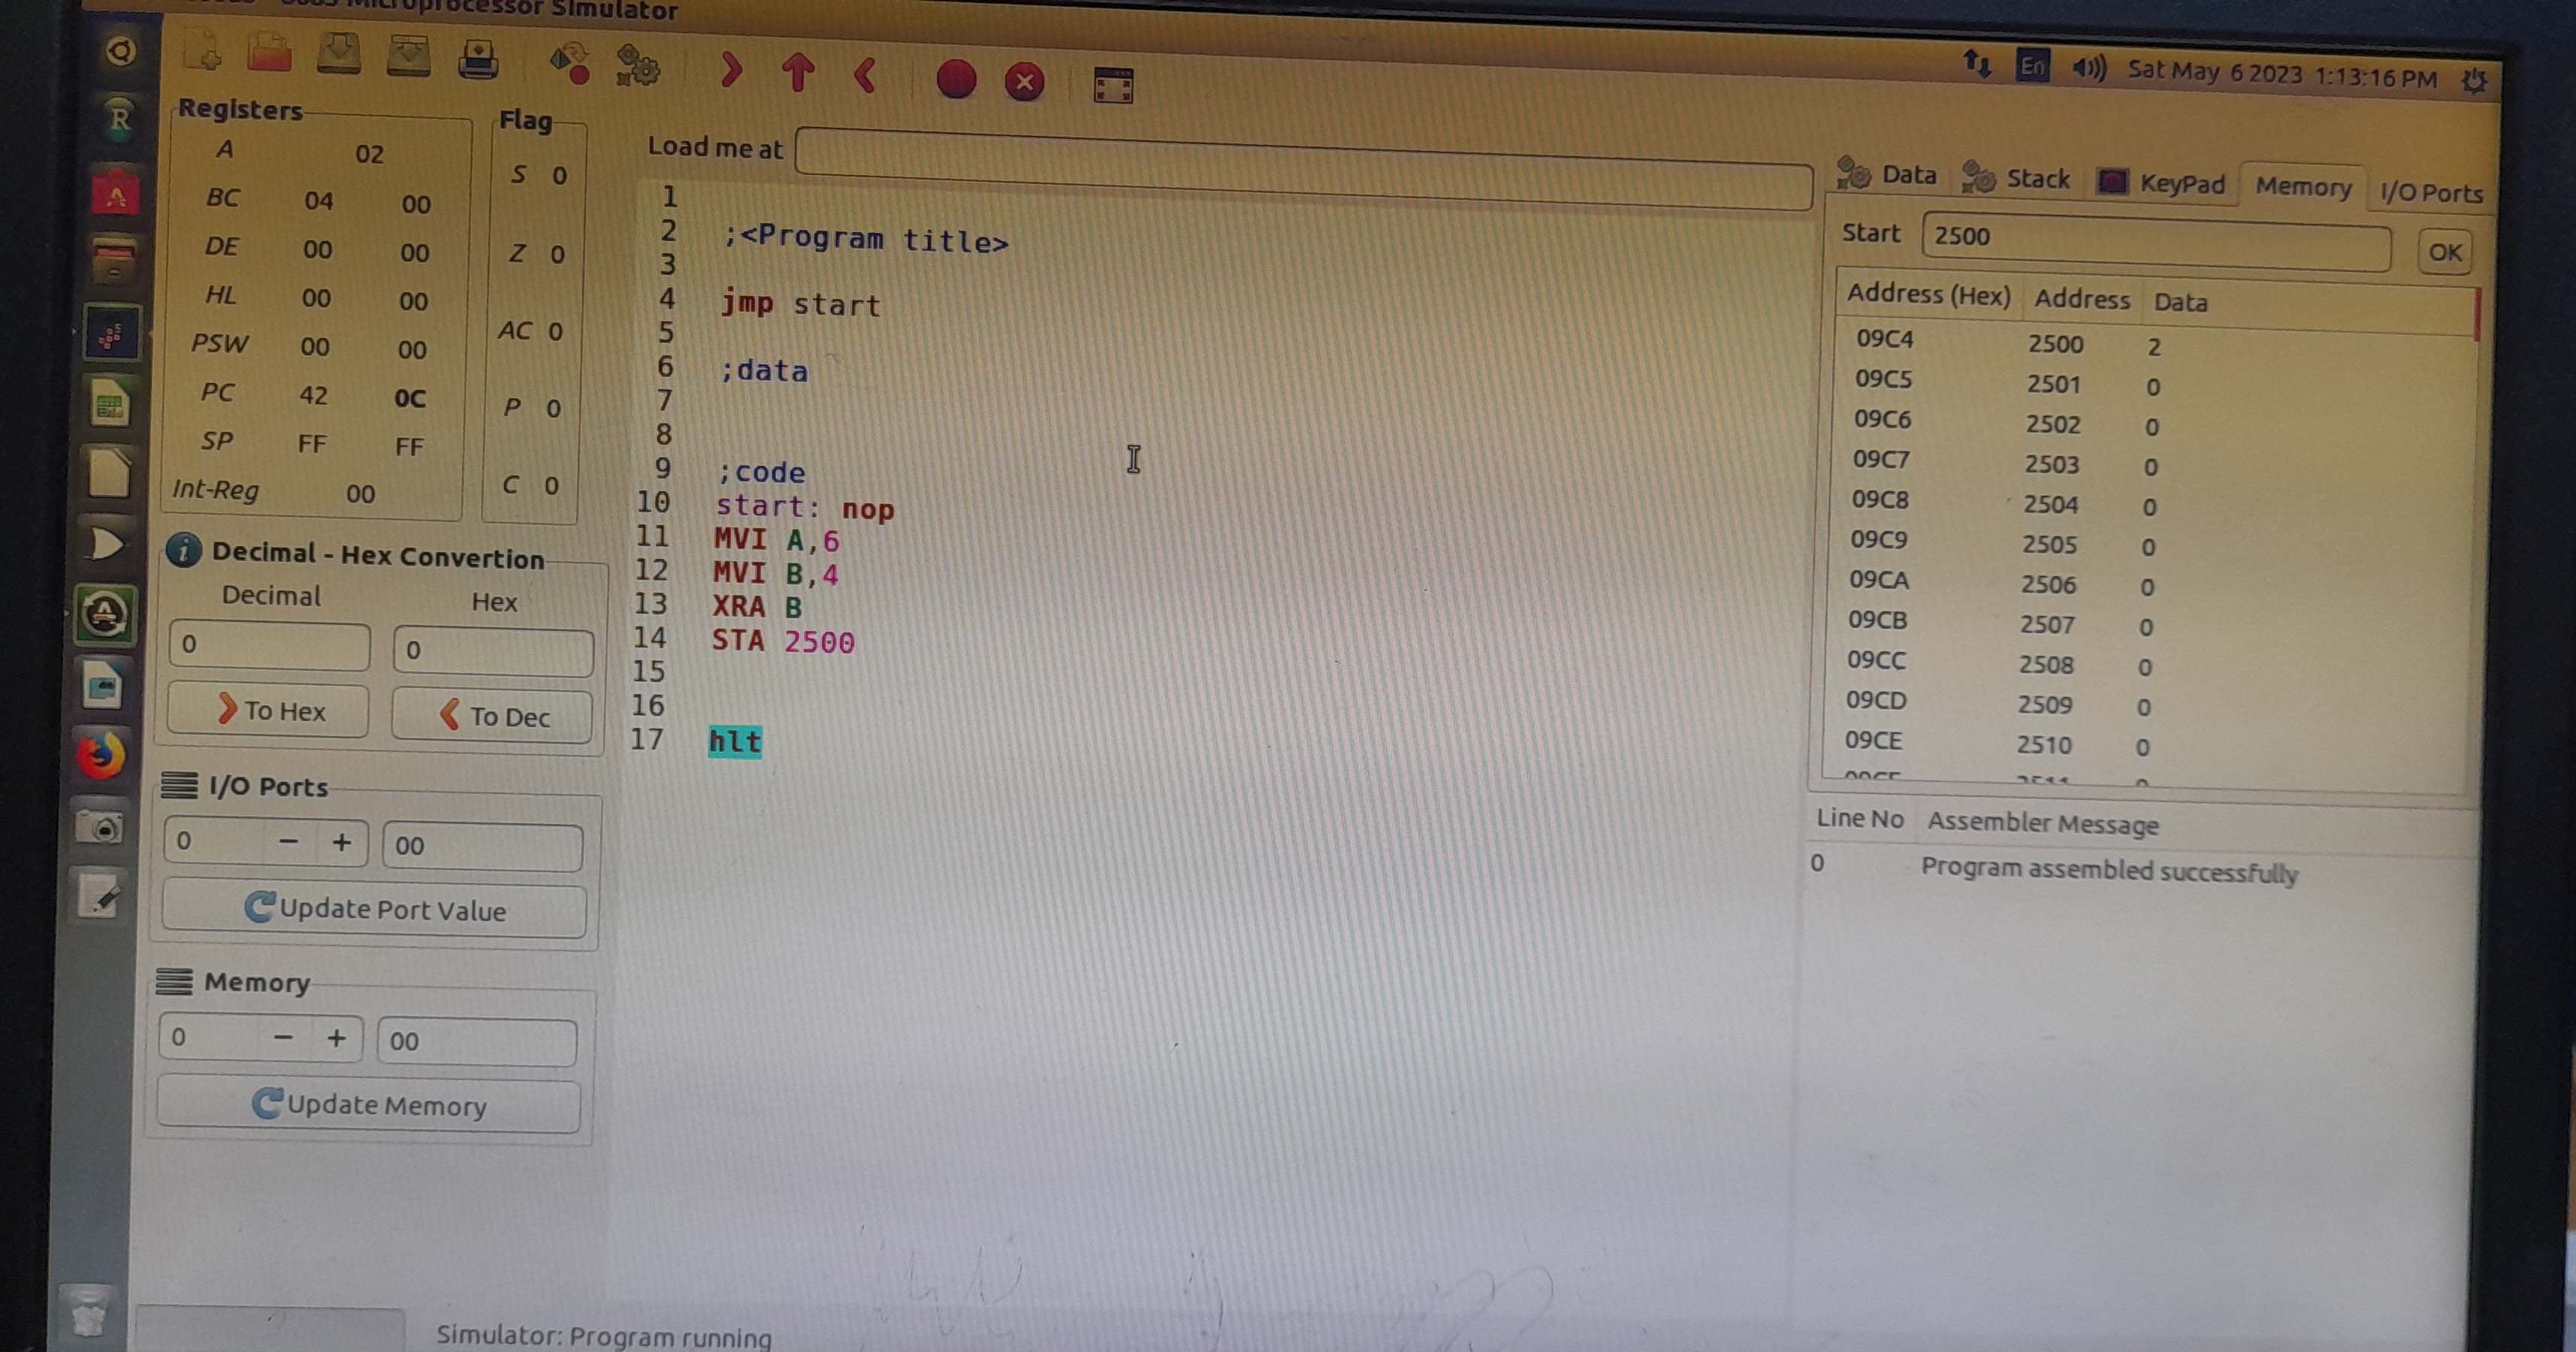 Microprocessor Simulator
En Sat May 6 2023 1:13:16 PM
Registers
A 02
BC 04 00
DE 00 00
HL 00 00
PSW 00 00
PC 42 0C
SP FF FF
Int-Reg 00
Flag
S 0
Z 0
AC 0
P 0
C 0
Decimal - Hex Convertion
Decimal Hex
0 0
To Hex To Dec
I/O Ports
0 − + 00
Update Port Value
Memory
0 − + 00
Update Memory
Load me at
1
2 ;<Program title>
3
4 jmp start
5
6 ;data
7
8
9 ;code
10 start: nop
11 MVI A,6
12 MVI B,4
13 XRA B
14 STA 2500
15
16
17 hlt
Data Stack KeyPad Memory I/O Ports
Start 2500 OK
Address (Hex) Address Data
09C4 2500 2
09C5 2501 0
09C6 2502 0
09C7 2503 0
09C8 2504 0
09C9 2505 0
09CA 2506 0
09CB 2507 0
09CC 2508 0
09CD 2509 0
09CE 2510 0
Line No Assembler Message
0 Program assembled successfully
Simulator: Program running